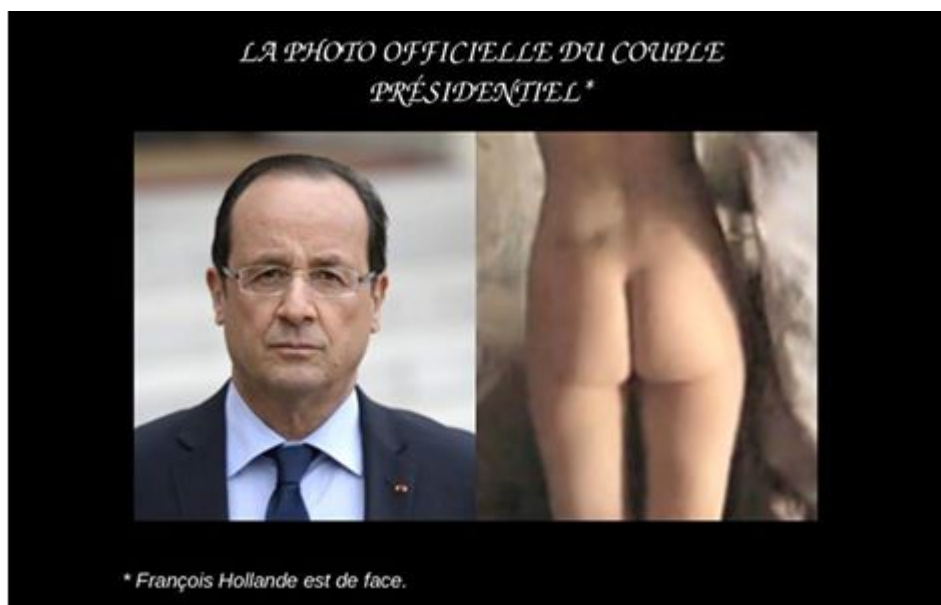 LA PHOTO OFFICIELLE DU COUPLE
PRÉSIDENTIEL*
* François Hollande est de face.